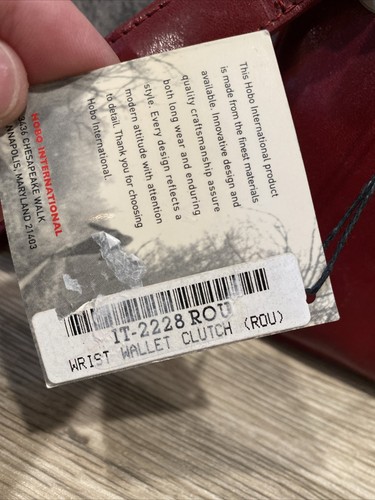 This Hobo International product
is made from the finest materials
available. Innovative design and
quality craftsmanship assure
both long wear and enduring
style. Every design reflects a
modern attitude with attention
to detail. Thank you for choosing
Hobo International.
HOBO INTERNATIONAL
CHESAPEAKE WALK
MARYLAND 21403
IT-2228 ROU
WRIST WALLET CLUTCH (ROU)